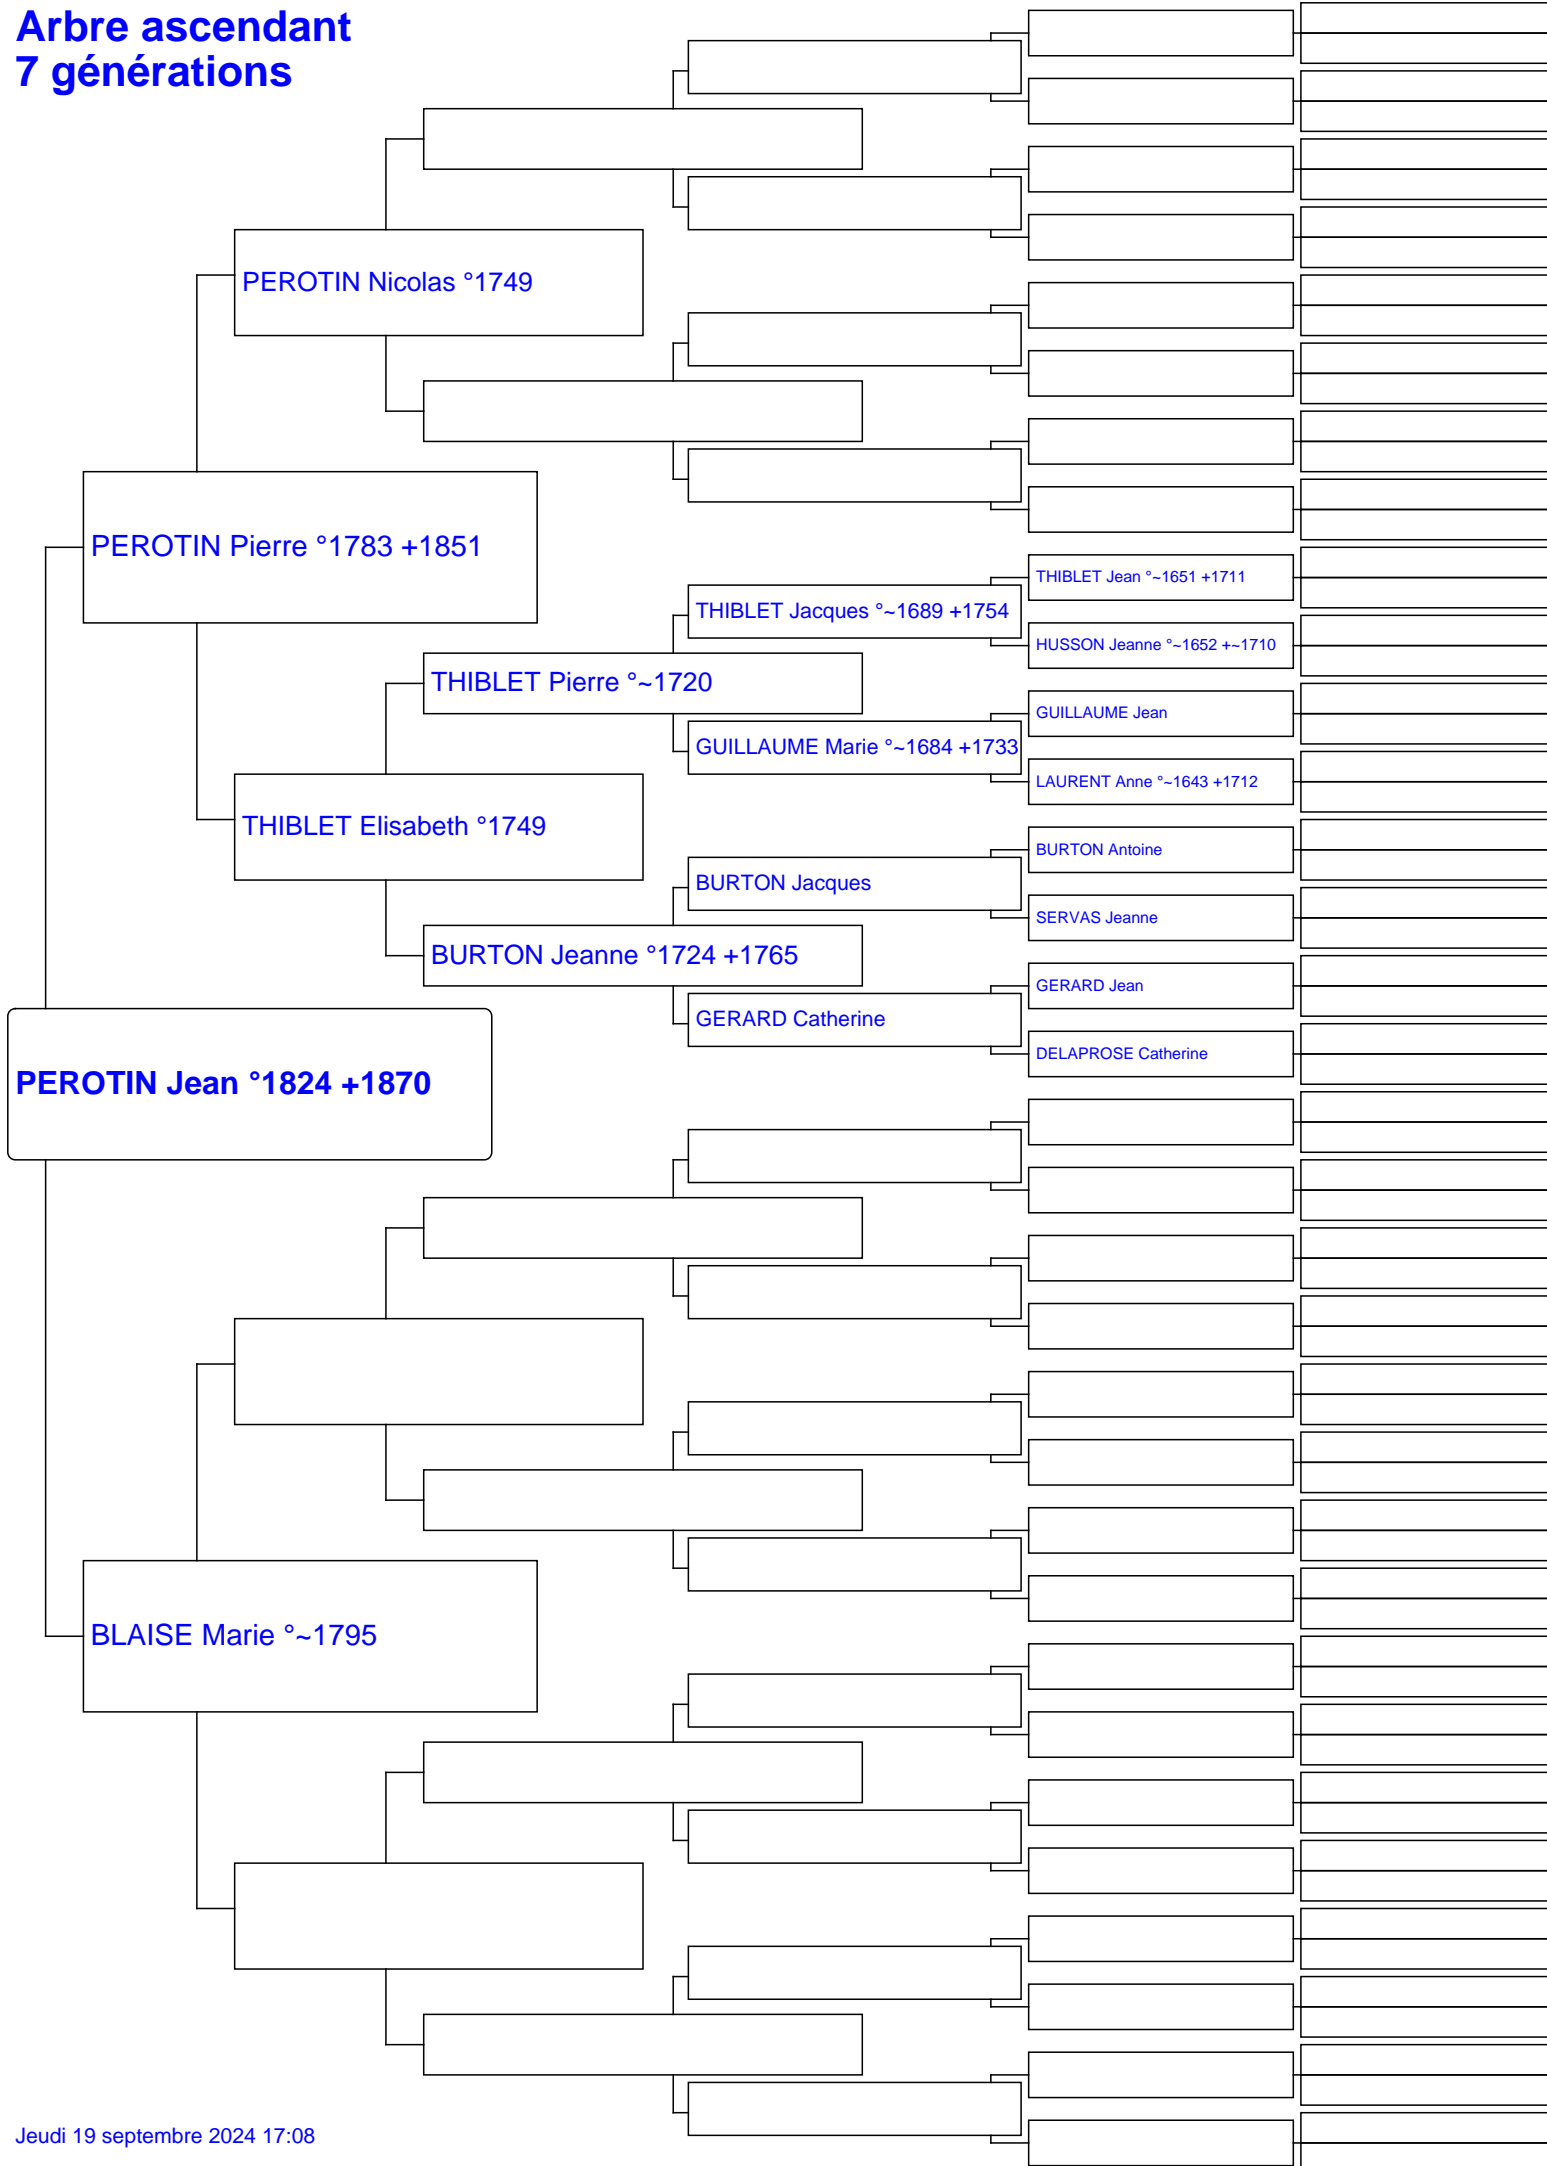 Arbre ascendant
7 générations
PEROTIN Nicolas °1749
PEROTIN Pierre °1783 +1851
THIBLET Jean °~1651 +1711
THIBLET Jacques °~1689 +1754
HUSSON Jeanne °~1652 +~1710
THIBLET Pierre °~1720
GUILLAUME Jean
GUILLAUME Marie °~1684 +1733
LAURENT Anne °~1643 +1712
THIBLET Elisabeth °1749
BURTON Antoine
BURTON Jacques
SERVAS Jeanne
BURTON Jeanne °1724 +1765
GERARD Jean
GERARD Catherine
DELAPROSE Catherine
PEROTIN Jean °1824 +1870
BLAISE Marie °~1795
Jeudi 19 septembre 2024 17:08